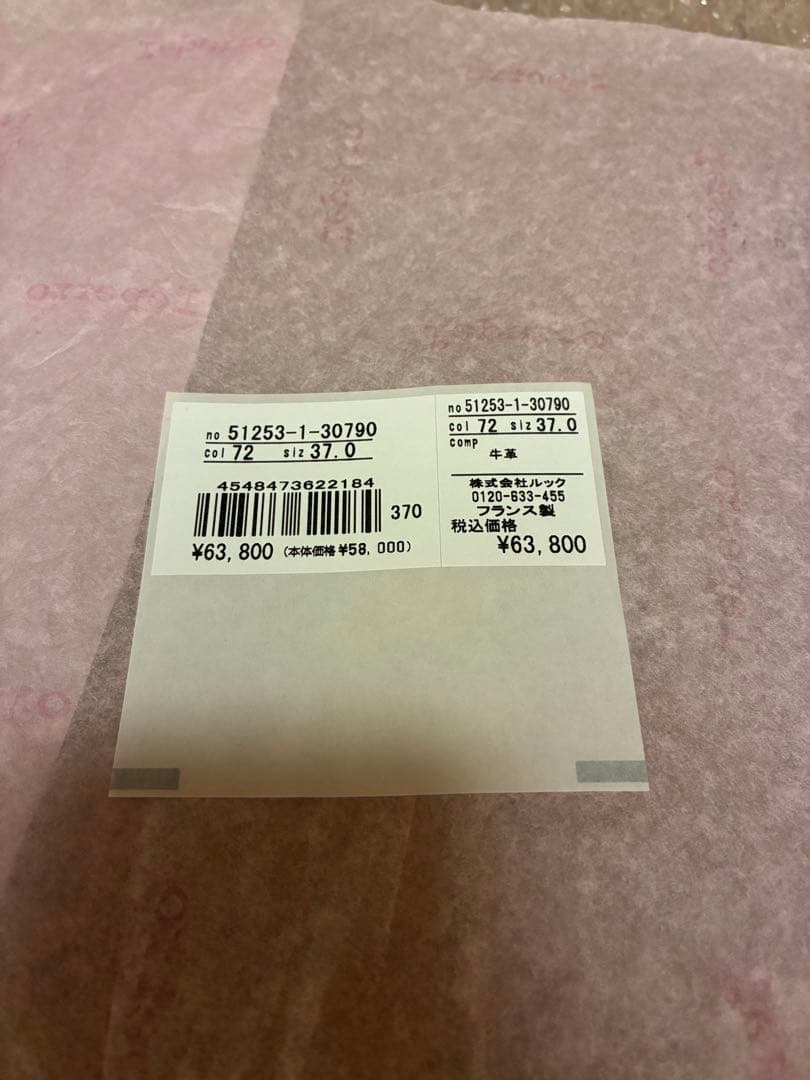 no 51253-1-30790
col 72 siz 37.0
4548473622184
370
¥63,800 (本体価格¥58,000)
no 51253-1-30790
col 72 siz 37.0
comp
牛革
株式会社ルック
0120-633-455
フランス製
税込価格
¥63,800